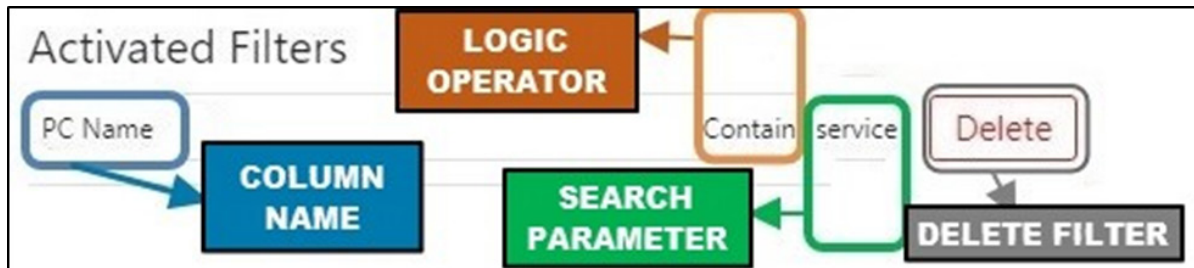 Activated Filters
LOGIC
OPERATOR
PC Name
Contain service Delete
COLUMN
NAME
SEARCH
PARAMETER
DELETE FILTER